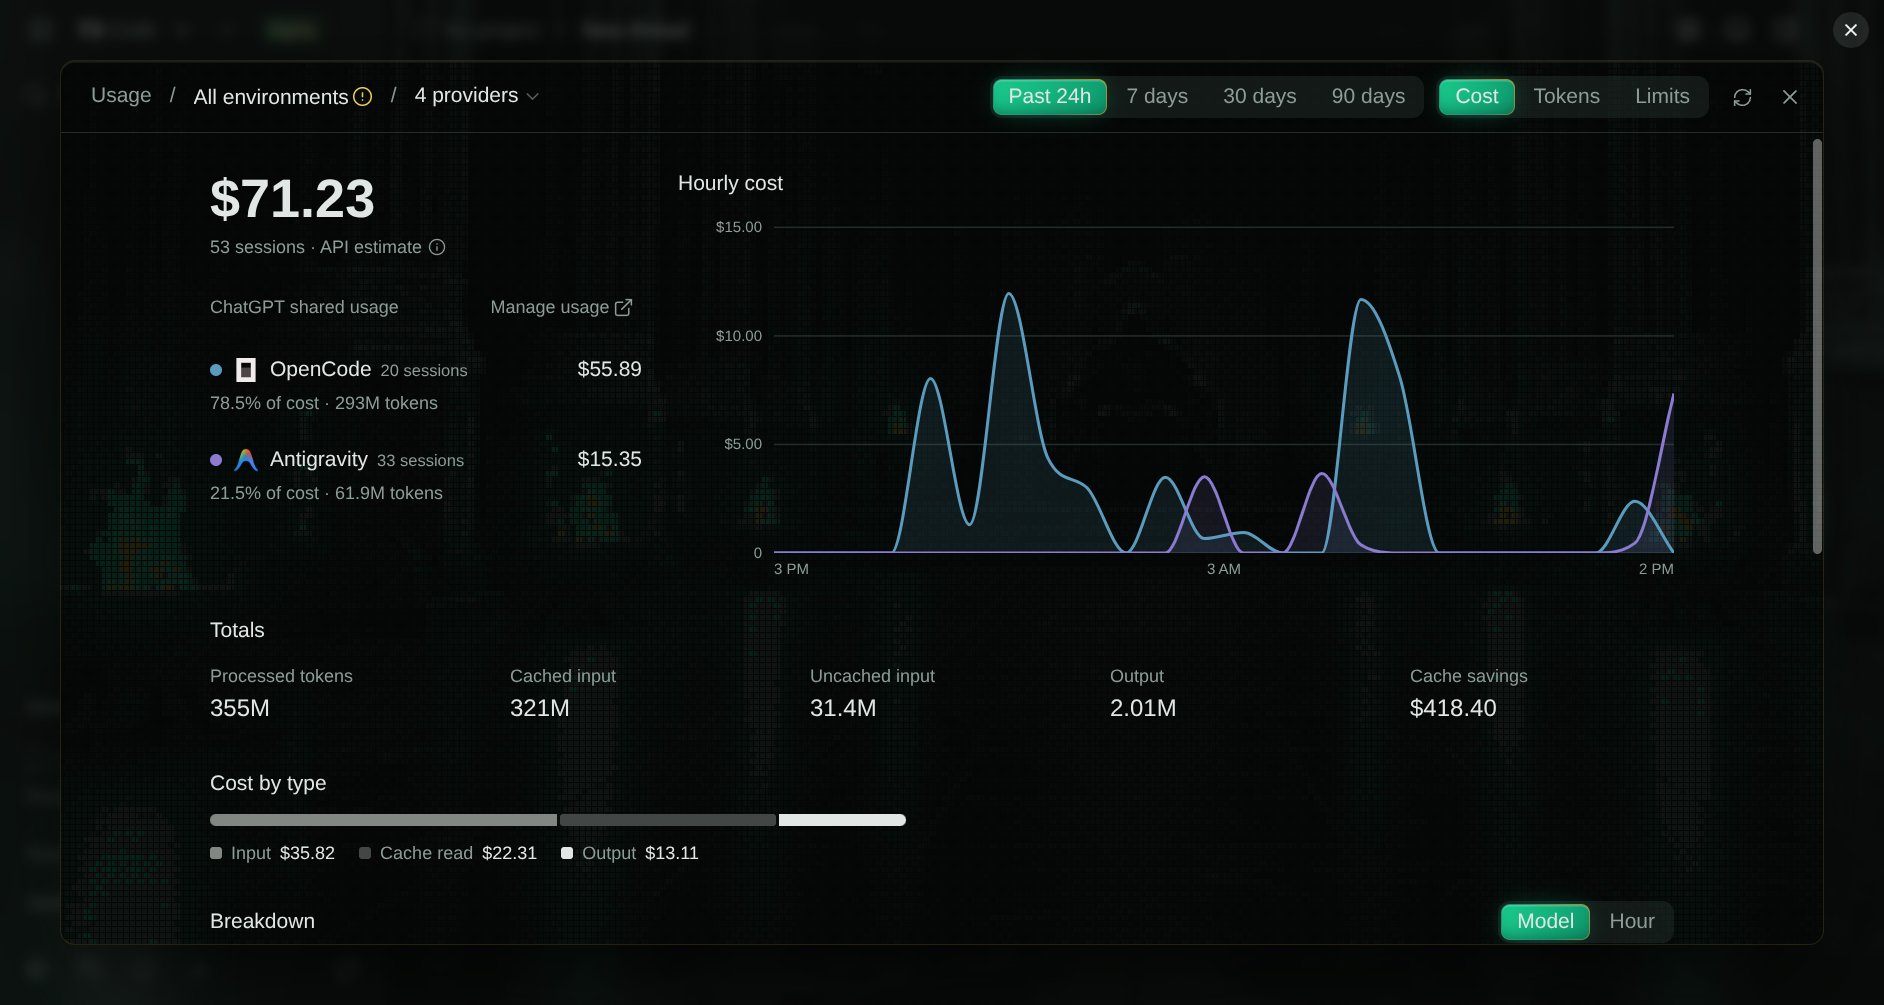 Usage / All environments / 4 providers
Past 24h 7 days 30 days 90 days Cost Tokens Limits
$71.23
53 sessions · API estimate
ChatGPT shared usage Manage usage
OpenCode 20 sessions $55.89
78.5% of cost · 293M tokens
Antigravity 33 sessions $15.35
21.5% of cost · 61.9M tokens
Hourly cost
$15.00
$10.00
$5.00
0
3 PM 3 AM 2 PM
Totals
Processed tokens Cached input Uncached input Output Cache savings
355M 321M 31.4M 2.01M $418.40
Cost by type
Input $35.82 Cache read $22.31 Output $13.11
Breakdown Model Hour